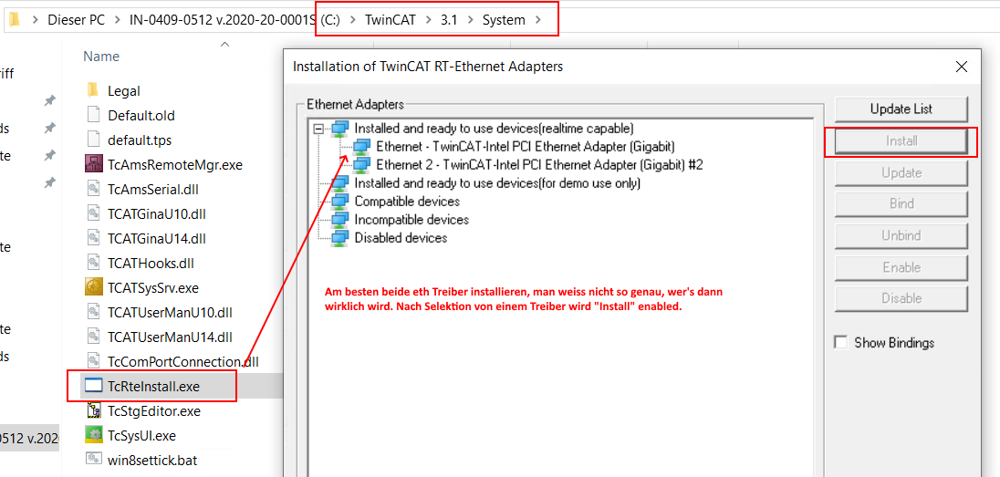 Dieser PC > IN-0409-0512 v.2020-20-0001S (C:) > TwinCAT > 3.1 > System >
Name
riff
ds
te
te
te
ds
0512 v.202
Legal
Default.old
default.tps
TcAmsRemoteMgr.exe
TcAmsSerial.dll
TCATGinaU10.dll
TCATGinaU14.dll
TCATHooks.dll
TCATSysSrv.exe
TCATUserManU10.dll
TCATUserManU14.dll
TcComPortConnection.dll
TcRteInstall.exe
TcStgEditor.exe
TcSysUI.exe
win8settick.bat
Installation of TwinCAT RT-Ethernet Adapters
Ethernet Adapters
Installed and ready to use devices(realtime capable)
Ethernet - TwinCAT-Intel PCI Ethernet Adapter (Gigabit)
Ethernet 2 - TwinCAT-Intel PCI Ethernet Adapter (Gigabit) #2
Installed and ready to use devices(for demo use only)
Compatible devices
Incompatible devices
Disabled devices
Am besten beide eth Treiber installieren, man weiss nicht so genau, wer's dann
wirklich wird. Nach Selektion von einem Treiber wird "Install" enabled.
Update List
Install
Update
Bind
Unbind
Enable
Disable
Show Bindings